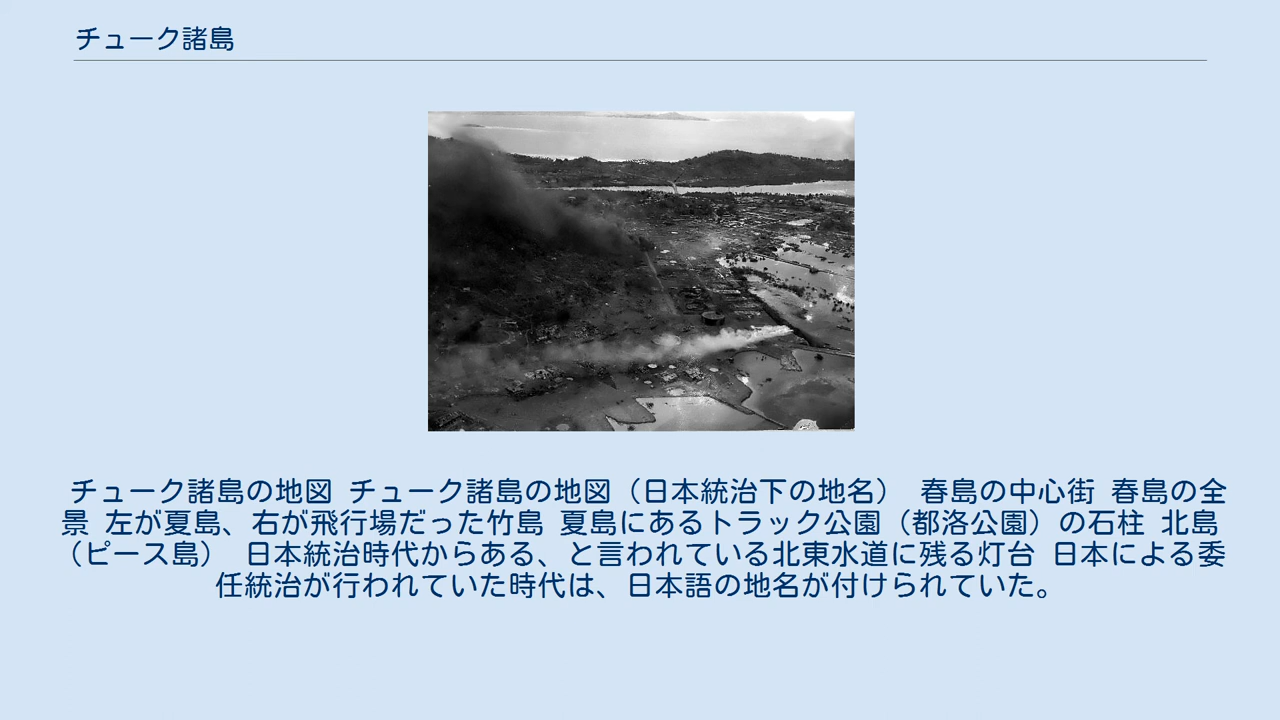 チューク諸島
チューク諸島の地図 チューク諸島の地図（日本統治下の地名） 春島の中心街 春島の全
景 左が夏島、右が飛行場だった竹島 夏島にあるトラック公園（都洛公園）の石柱 北島
（ピース島） 日本統治時代からある、と言われている北東水道に残る灯台 日本による委
任統治が行われていた時代は、日本語の地名が付けられていた。